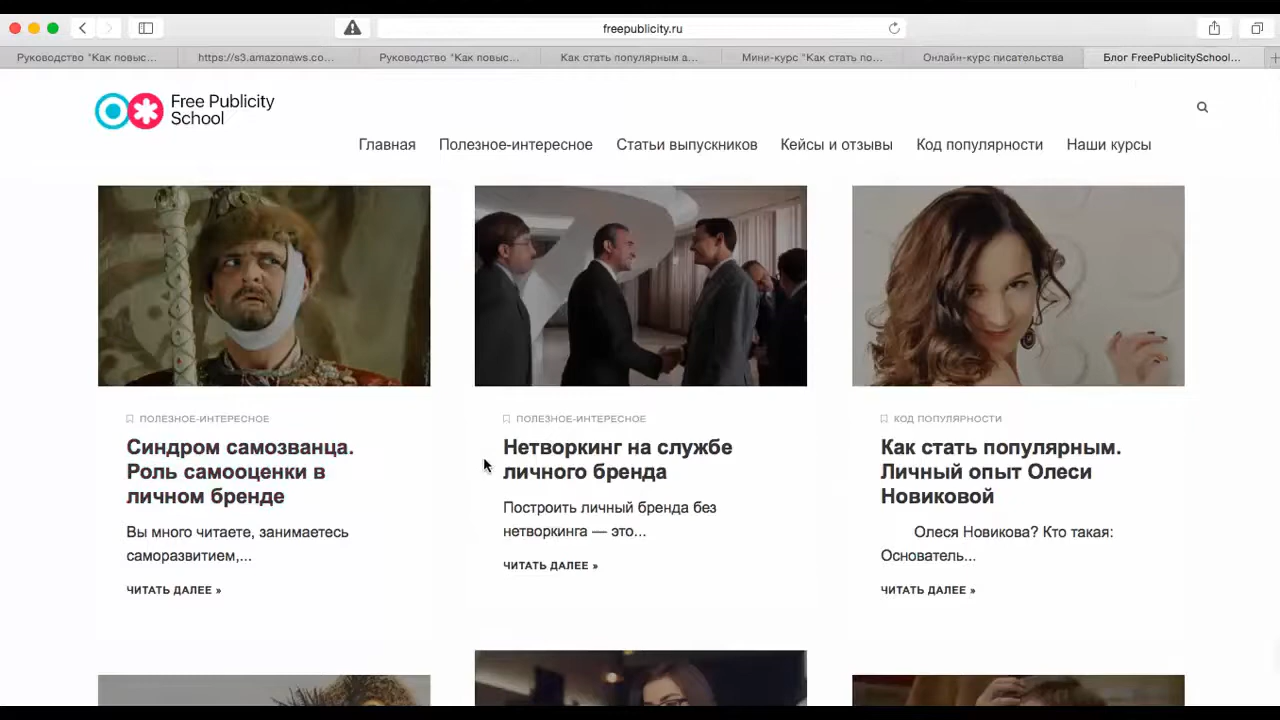 freepublicity.ru
Руководство "Как повыс...
https://s3.amazonaws.co...
Руководство "Как повыс...
Как стать популярным а...
Мини-курс "Как стать по...
Онлайн-курс писательства
Блог FreePublicitySchool...
Free Publicity
School
Главная
Полезное-интересное
Статьи выпускников
Кейсы и отзывы
Код популярности
Наши курсы
ПОЛЕЗНОЕ-ИНТЕРЕСНОЕ
Синдром самозванца.
Роль самооценки в
личном бренде
Вы много читаете, занимаетесь
саморазвитием,...
ЧИТАТЬ ДАЛЕЕ »
ПОЛЕЗНОЕ-ИНТЕРЕСНОЕ
Нетворкинг на службе
личного бренда
Построить личный бренда без
нетворкинга — это...
ЧИТАТЬ ДАЛЕЕ »
КОД ПОПУЛЯРНОСТИ
Как стать популярным.
Личный опыт Олеси
Новиковой
Олеся Новикова? Кто такая:
Основатель...
ЧИТАТЬ ДАЛЕЕ »